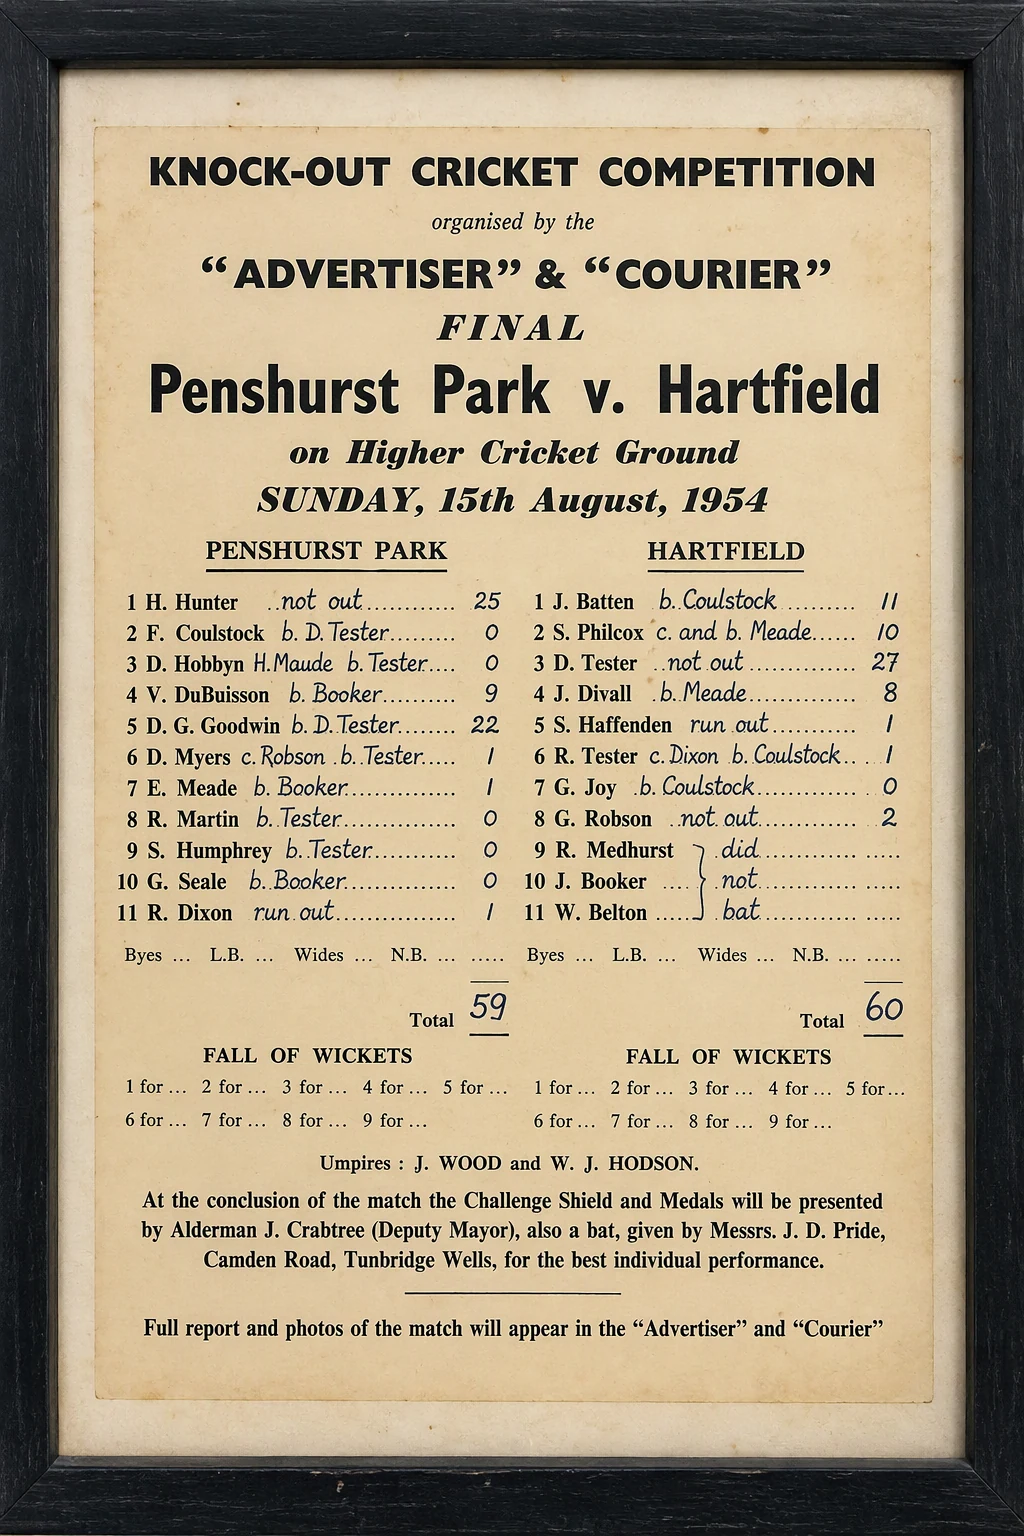 KNOCK-OUT CRICKET COMPETITION
organised by the
“ADVERTISER” & “COURIER”
FINAL
Penshurst Park v. Hartfield
on Higher Cricket Ground
SUNDAY, 15th August, 1954
PENSHURST PARK
1 H. Hunter ..not out............ 25
2 F. Coulstock b. D. Tester......... 0
3 D. Hobbyn H. Maude b. Tester.... 0
4 V. DuBuisson b. Booker.......... 9
5 D. G. Goodwin b. D. Tester........ 22
6 D. Myers c. Robson b. Tester..... 1
7 E. Meade b. Booker............... 1
8 R. Martin b. Tester............... 0
9 S. Humphrey b. Tester........... 0
10 G. Seale b. Booker.............. 0
11 R. Dixon run out................ 1
Byes ... L.B. ... Wides ... N.B. ... .....
Total 59
FALL OF WICKETS
1 for ... 2 for ... 3 for ... 4 for ... 5 for ...
6 for ... 7 for ... 8 for ... 9 for ...
HARTFIELD
1 J. Batten b. Coulstock ......... 11
2 S. Philcox c. and b. Meade...... 10
3 D. Tester ..not out .............. 27
4 J. Divall .b. Meade.............. 8
5 S. Haffenden run out........... 1
6 R. Tester c. Dixon b. Coulstock.. . 1
7 G. Joy .b. Coulstock............. 0
8 G. Robson ..not out............. 2
9 R. Medhurst } did............. .....
10 J. Booker .... } not............. .....
11 W. Belton ..... } bat............. .....
Byes ... L.B. ... Wides ... N.B. ... .....
Total 60
FALL OF WICKETS
1 for ... 2 for ... 3 for ... 4 for ... 5 for ...
6 for ... 7 for ... 8 for ... 9 for ...
Umpires : J. WOOD and W. J. HODSON.
At the conclusion of the match the Challenge Shield and Medals will be presented
by Alderman J. Crabtree (Deputy Mayor), also a bat, given by Messrs. J. D. Pride,
Camden Road, Tunbridge Wells, for the best individual performance.
Full report and photos of the match will appear in the “Advertiser” and “Courier”